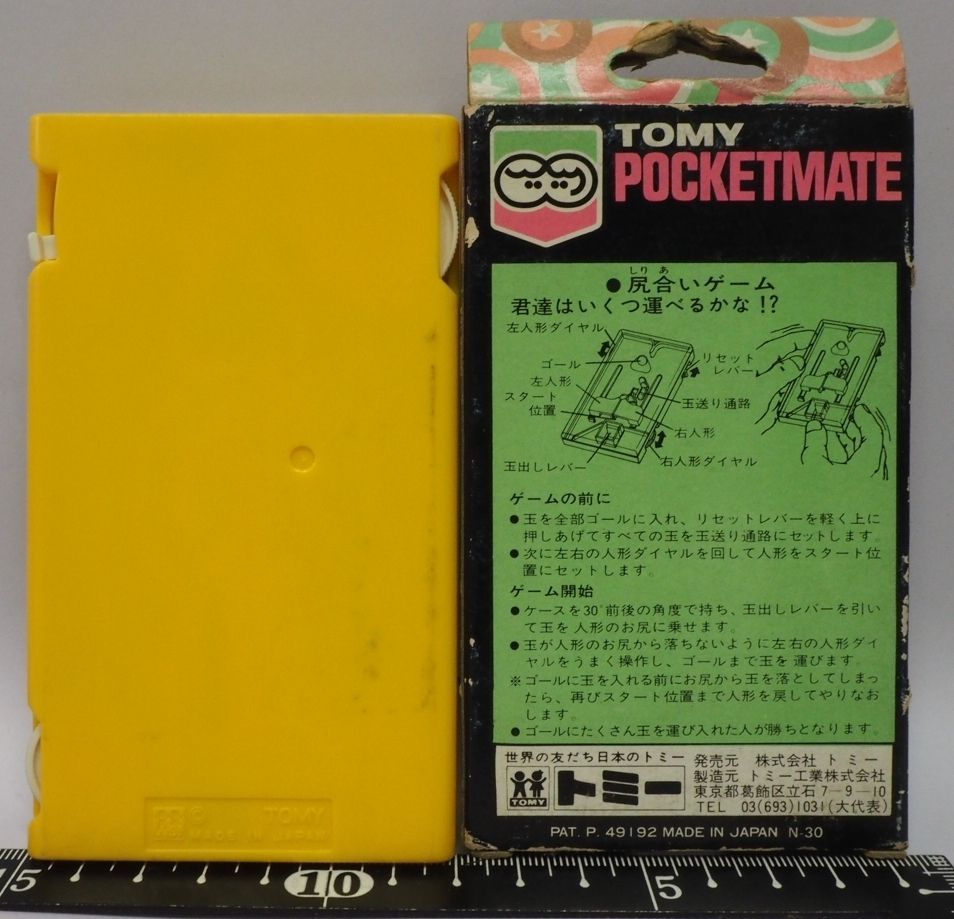 TOMY
POCKETMATE
しり あ
●尻合いゲーム
君達はいくつ運べるかな!?
左人形ダイヤル
ゴール
左人形
スタート
位置
玉出しレバー
リセット
レバー
玉送り通路
右人形
右人形ダイヤル
ゲームの前に
●玉を全部ゴールに入れ、リセットレバーを軽く上に
押しあげてすべての玉を玉送り通路にセットします。
●次に左右の人形ダイヤルを回して人形をスタート位
置にセットします。
ゲーム開始
●ケースを30°前後の角度で持ち、玉出しレバーを引い
て玉を人形のお尻に乗せます。
●玉が人形のお尻から落ちないように左右の人形ダイ
ヤルをうまく操作し、ゴールまで玉を運びます。
※ゴールに玉を入れる前にお尻から玉を落としてしまっ
たら、再びスタート位置まで人形を戻してやりなお
します。
●ゴールにたくさん玉を運び入れた人が勝ちとなります。
世界の友だち日本のトミー
TOMY
トミー
発売元 株式会社 トミー
製造元 トミー工業株式会社
東京都葛飾区立石7-9-10
TEL 03(693)1031(大代表)
PAT. P. 49192 MADE IN JAPAN N-30
© TOMY
MADE IN JAPAN
5 10 5